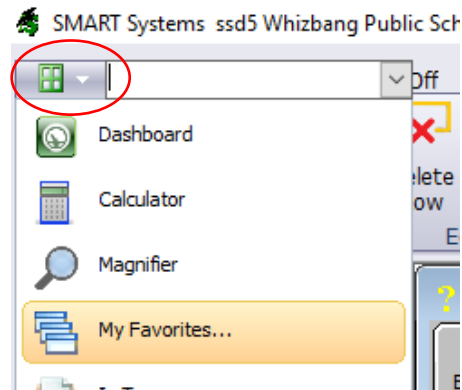 SMART Systems ssd5 Whizbang Public Sch
Off
Dashboard
Calculator
elete
ow
Magnifier
E
My Favorites...
?
E